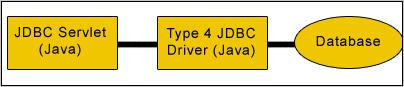 JDBC Servlet
(Java)
Type 4 JDBC
Driver (Java)
Database